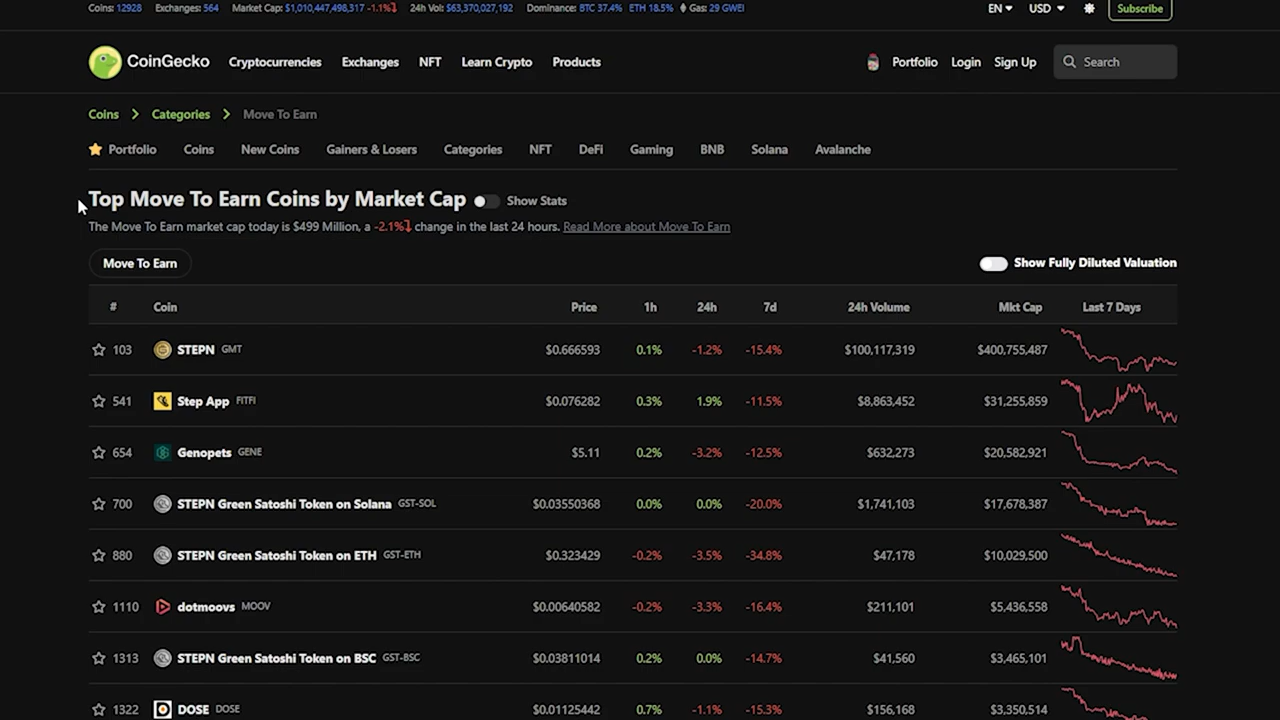 Coins: 12928 Exchanges: 564 Market Cap: $1,010,447,498,317 -1.1% 24h Vol: $63,370,027,192 Dominance: BTC 37.4% ETH 18.5% Gas: 29 GWEI EN USD Subscribe
CoinGecko Cryptocurrencies Exchanges NFT Learn Crypto Products Portfolio Login Sign Up Search
Coins > Categories > Move To Earn
Portfolio Coins New Coins Gainers & Losers Categories NFT DeFi Gaming BNB Solana Avalanche
Top Move To Earn Coins by Market Cap Show Stats
The Move To Earn market cap today is $499 Million, a -2.1% change in the last 24 hours. Read More about Move To Earn
Move To Earn Show Fully Diluted Valuation
# Coin Price 1h 24h 7d 24h Volume Mkt Cap Last 7 Days
103 STEPN GMT $0.666593 0.1% -1.2% -15.4% $100,117,319 $400,755,487
541 Step App FITFI $0.076282 0.3% 1.9% -11.5% $8,863,452 $31,255,859
654 Genopets GENE $5.11 0.2% -3.2% -12.5% $632,273 $20,582,921
700 STEPN Green Satoshi Token on Solana GST-SOL $0.03550368 0.0% 0.0% -20.0% $1,741,103 $17,678,387
880 STEPN Green Satoshi Token on ETH GST-ETH $0.323429 -0.2% -3.5% -34.8% $47,178 $10,029,500
1110 dotmoovs MOOV $0.00640582 -0.2% -3.3% -16.4% $211,101 $5,436,558
1313 STEPN Green Satoshi Token on BSC GST-BSC $0.03811014 0.2% 0.0% -14.7% $41,560 $3,465,101
1322 DOSE DOSE $0.01125442 0.7% -1.1% -15.3% $156,168 $3,350,514